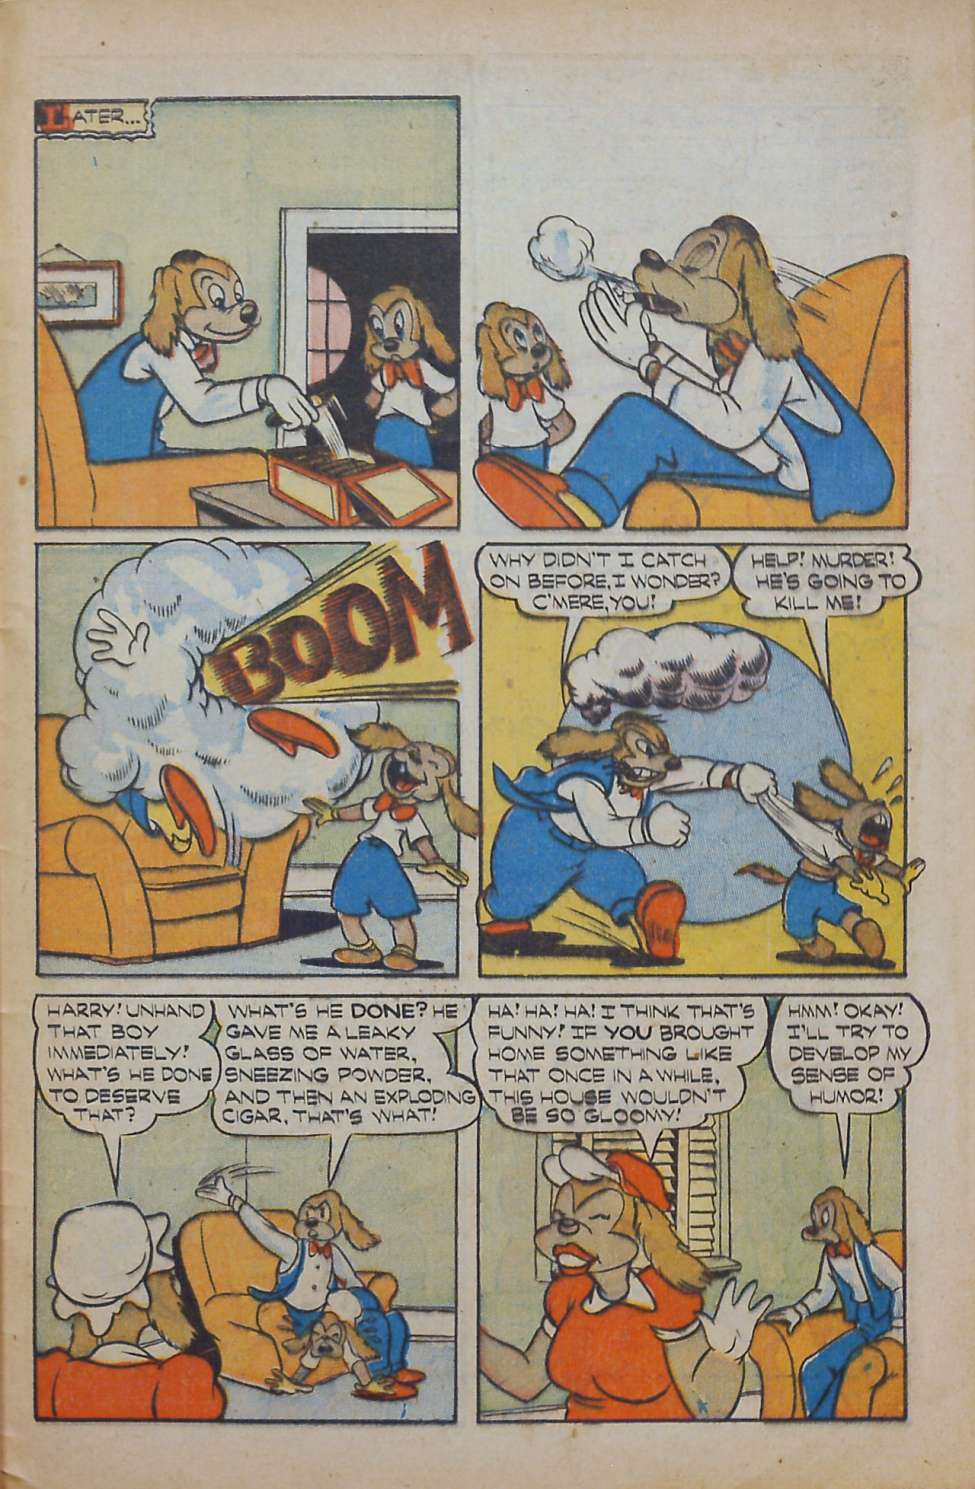 LATER...
BOOM
WHY DIDN'T I CATCH
ON BEFORE, I WONDER?
C'MERE, YOU!
HELP! MURDER!
HE'S GOING TO
KILL ME!
HARRY! UNHAND
THAT BOY
IMMEDIATELY!
WHAT'S HE DONE
TO DESERVE
THAT?
WHAT'S HE DONE? HE
GAVE ME A LEAKY
GLASS OF WATER,
SNEEZING POWDER,
AND THEN AN EXPLODING
CIGAR, THAT'S WHAT!
HA! HA! HA! I THINK THAT'S
FUNNY! IF YOU BROUGHT
HOME SOMETHING LIKE
THAT ONCE IN A WHILE,
THIS HOUSE WOULDN'T
BE SO GLOOMY!
HMM! OKAY!
I'LL TRY TO
DEVELOP MY
SENSE OF
HUMOR!